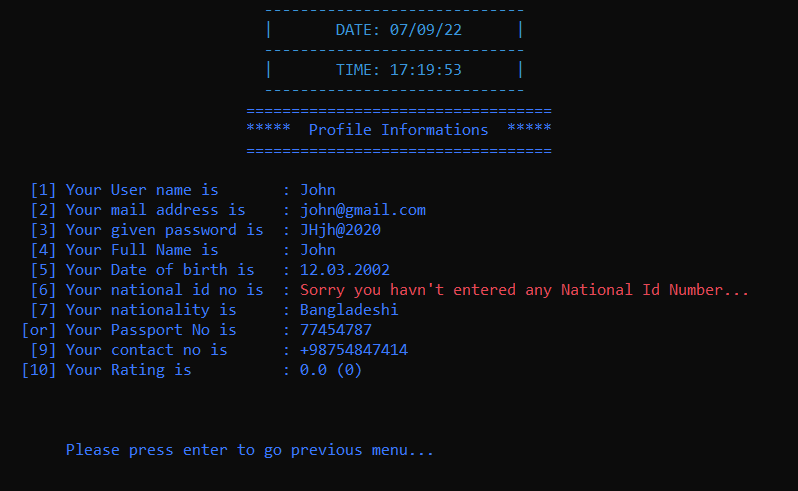 -----------------------------
|       DATE: 07/09/22      |
-----------------------------
|       TIME: 17:19:53      |
-----------------------------
==================================
*****  Profile Informations  *****
==================================
[1] Your User name is       : John
[2] Your mail address is    : john@gmail.com
[3] Your given password is  : JHjh@2020
[4] Your Full Name is       : John
[5] Your Date of birth is   : 12.03.2002
[6] Your national id no is  : Sorry you havn't entered any National Id Number...
[7] Your nationality is     : Bangladeshi
[or] Your Passport No is     : 77454787
[9] Your contact no is      : +98754847414
[10] Your Rating is          : 0.0 (0)
Please press enter to go previous menu...